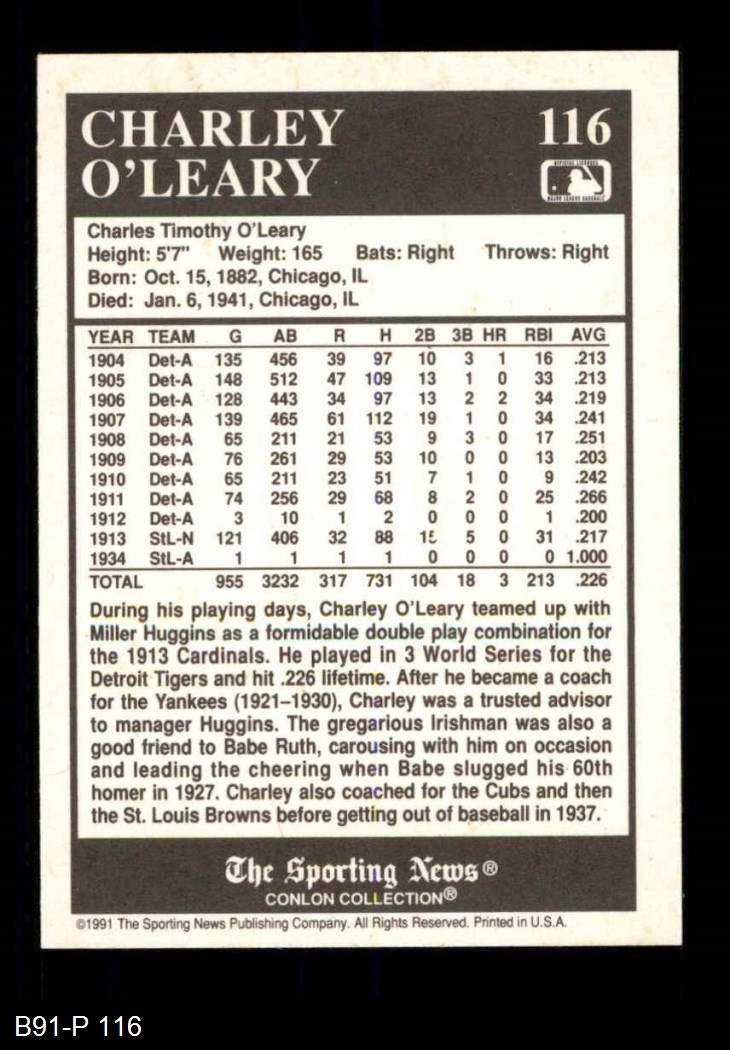 CHARLEY
O'LEARY
116
OFFICIAL LICENSEE
MAJOR LEAGUE BASEBALL
Charles Timothy O'Leary
Height: 5'7" Weight: 165 Bats: Right Throws: Right
Born: Oct. 15, 1882, Chicago, IL
Died: Jan. 6, 1941, Chicago, IL
YEAR TEAM G AB R H 2B 3B HR RBI AVG
1904 Det-A 135 456 39 97 10 3 1 16 .213
1905 Det-A 148 512 47 109 13 1 0 33 .213
1906 Det-A 128 443 34 97 13 2 2 34 .219
1907 Det-A 139 465 61 112 19 1 0 34 .241
1908 Det-A 65 211 21 53 9 3 0 17 .251
1909 Det-A 76 261 29 53 10 0 0 13 .203
1910 Det-A 65 211 23 51 7 1 0 9 .242
1911 Det-A 74 256 29 68 8 2 0 25 .266
1912 Det-A 3 10 1 2 0 0 0 1 .200
1913 StL-N 121 406 32 88 15 5 0 31 .217
1934 StL-A 1 1 1 1 0 0 0 0 1.000
TOTAL 955 3232 317 731 104 18 3 213 .226
During his playing days, Charley O'Leary teamed up with
Miller Huggins as a formidable double play combination for
the 1913 Cardinals. He played in 3 World Series for the
Detroit Tigers and hit .226 lifetime. After he became a coach
for the Yankees (1921–1930), Charley was a trusted advisor
to manager Huggins. The gregarious Irishman was also a
good friend to Babe Ruth, carousing with him on occasion
and leading the cheering when Babe slugged his 60th
homer in 1927. Charley also coached for the Cubs and then
the St. Louis Browns before getting out of baseball in 1937.
The Sporting News®
CONLON COLLECTION®
©1991 The Sporting News Publishing Company. All Rights Reserved. Printed in U.S.A.
B91-P 116